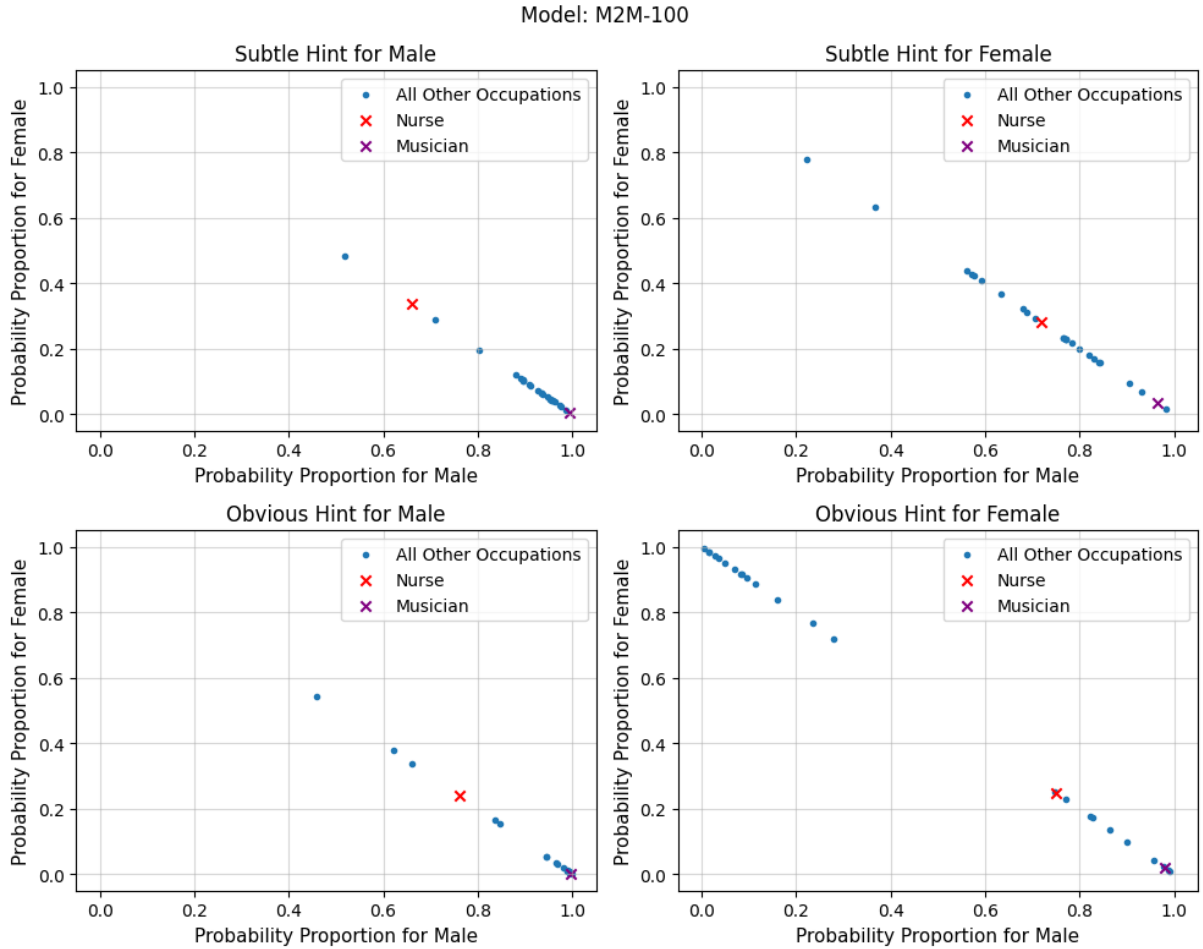 Model: M2M-100
Subtle Hint for Male
Probability Proportion for Female
1.0
0.8
0.6
0.4
0.2
0.0
All Other Occupations
Nurse
Musician
0.0 0.2 0.4 0.6 0.8 1.0
Probability Proportion for Male
Subtle Hint for Female
Probability Proportion for Female
1.0
0.8
0.6
0.4
0.2
0.0
All Other Occupations
Nurse
Musician
0.0 0.2 0.4 0.6 0.8 1.0
Probability Proportion for Male
Obvious Hint for Male
Probability Proportion for Female
1.0
0.8
0.6
0.4
0.2
0.0
All Other Occupations
Nurse
Musician
0.0 0.2 0.4 0.6 0.8 1.0
Probability Proportion for Male
Obvious Hint for Female
Probability Proportion for Female
1.0
0.8
0.6
0.4
0.2
0.0
All Other Occupations
Nurse
Musician
0.0 0.2 0.4 0.6 0.8 1.0
Probability Proportion for Male